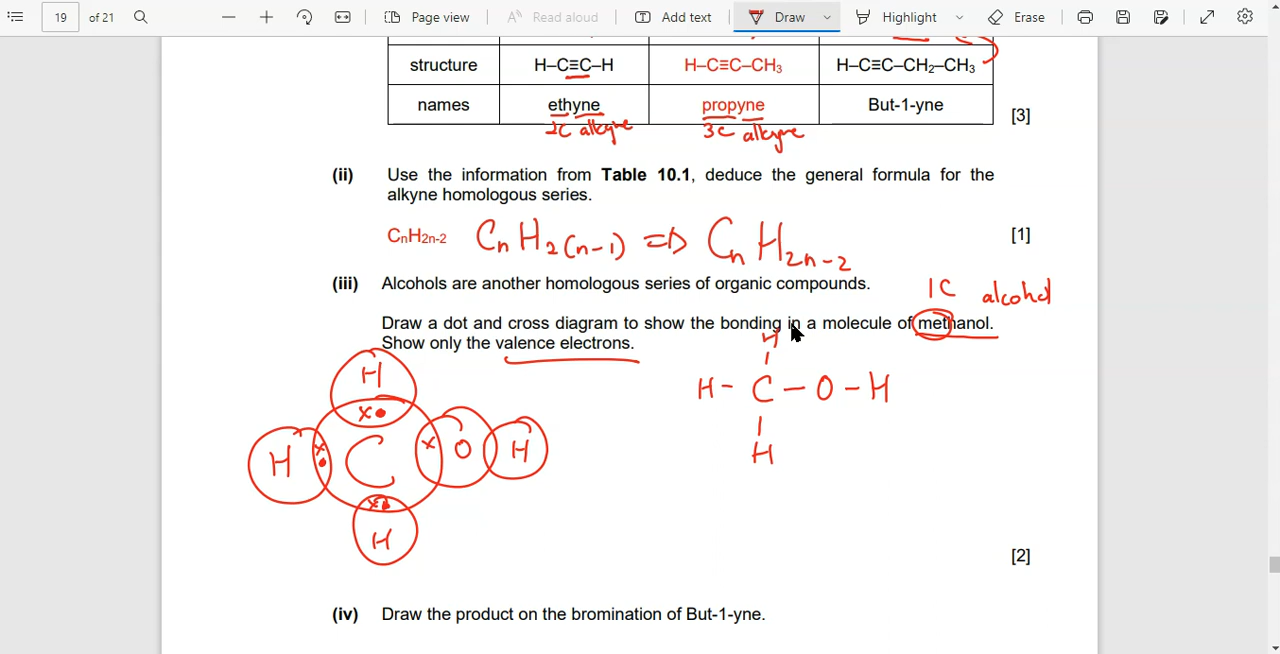 19 of 21 Page view Read aloud Add text Draw Highlight Erase
structure H–C≡C–H H–C≡C–CH3 H–C≡C–CH2–CH3
names ethyne propyne But-1-yne
2C alkyne 3C alkyne
[3]
(ii) Use the information from Table 10.1, deduce the general formula for the
alkyne homologous series.
CnH2n-2 CnH2(n-1) ⇒ CnH2n-2 [1]
(iii) Alcohols are another homologous series of organic compounds.
1C alcohol
Draw a dot and cross diagram to show the bonding in a molecule of methanol.
Show only the valence electrons.
H
H
H - C - O - H
H
H x C x O H
x
H
[2]
(iv) Draw the product on the bromination of But-1-yne.